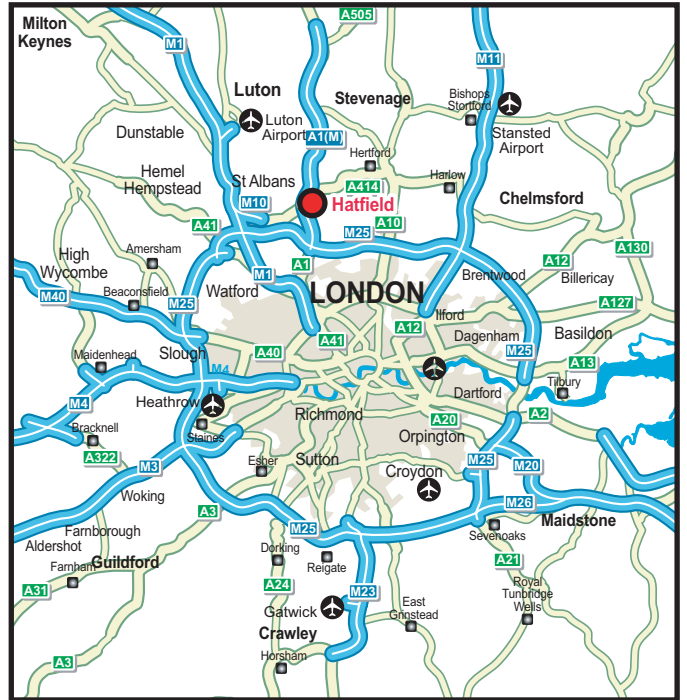 Milton
Keynes
A505
M1
M11
Luton
Luton
Airport
Stevenage
Bishops
Stortford
Stansted
Airport
Dunstable
A1(M)
Hertford
Hemel
Hempstead
St Albans
A414
Harlow
Hatfield
M10
Chelmsford
A41
A10
M25
A130
High
Wycombe
Amersham
A1
A12
M40
Beaconsfield
M25
Watford
M1
LONDON
Brentwood
Billericay
A127
Ilford
A12
Dagenham
Basildon
Maidenhead
Slough
A40
A41
M25
A13
M4
Tilbury
M4
Heathrow
Dartford
Richmond
A20
A2
Bracknell
Staines
Orpington
A322
M3
Esher
Sutton
Croydon
M25
M20
Woking
A3
M26
M25
Maidstone
Sevenoaks
Farnborough
Aldershot
Guildford
Dorking
Reigate
A21
Farnham
A31
A24
M23
Royal
Tunbridge
Wells
Gatwick
East
Grinstead
Crawley
A3
Horsham